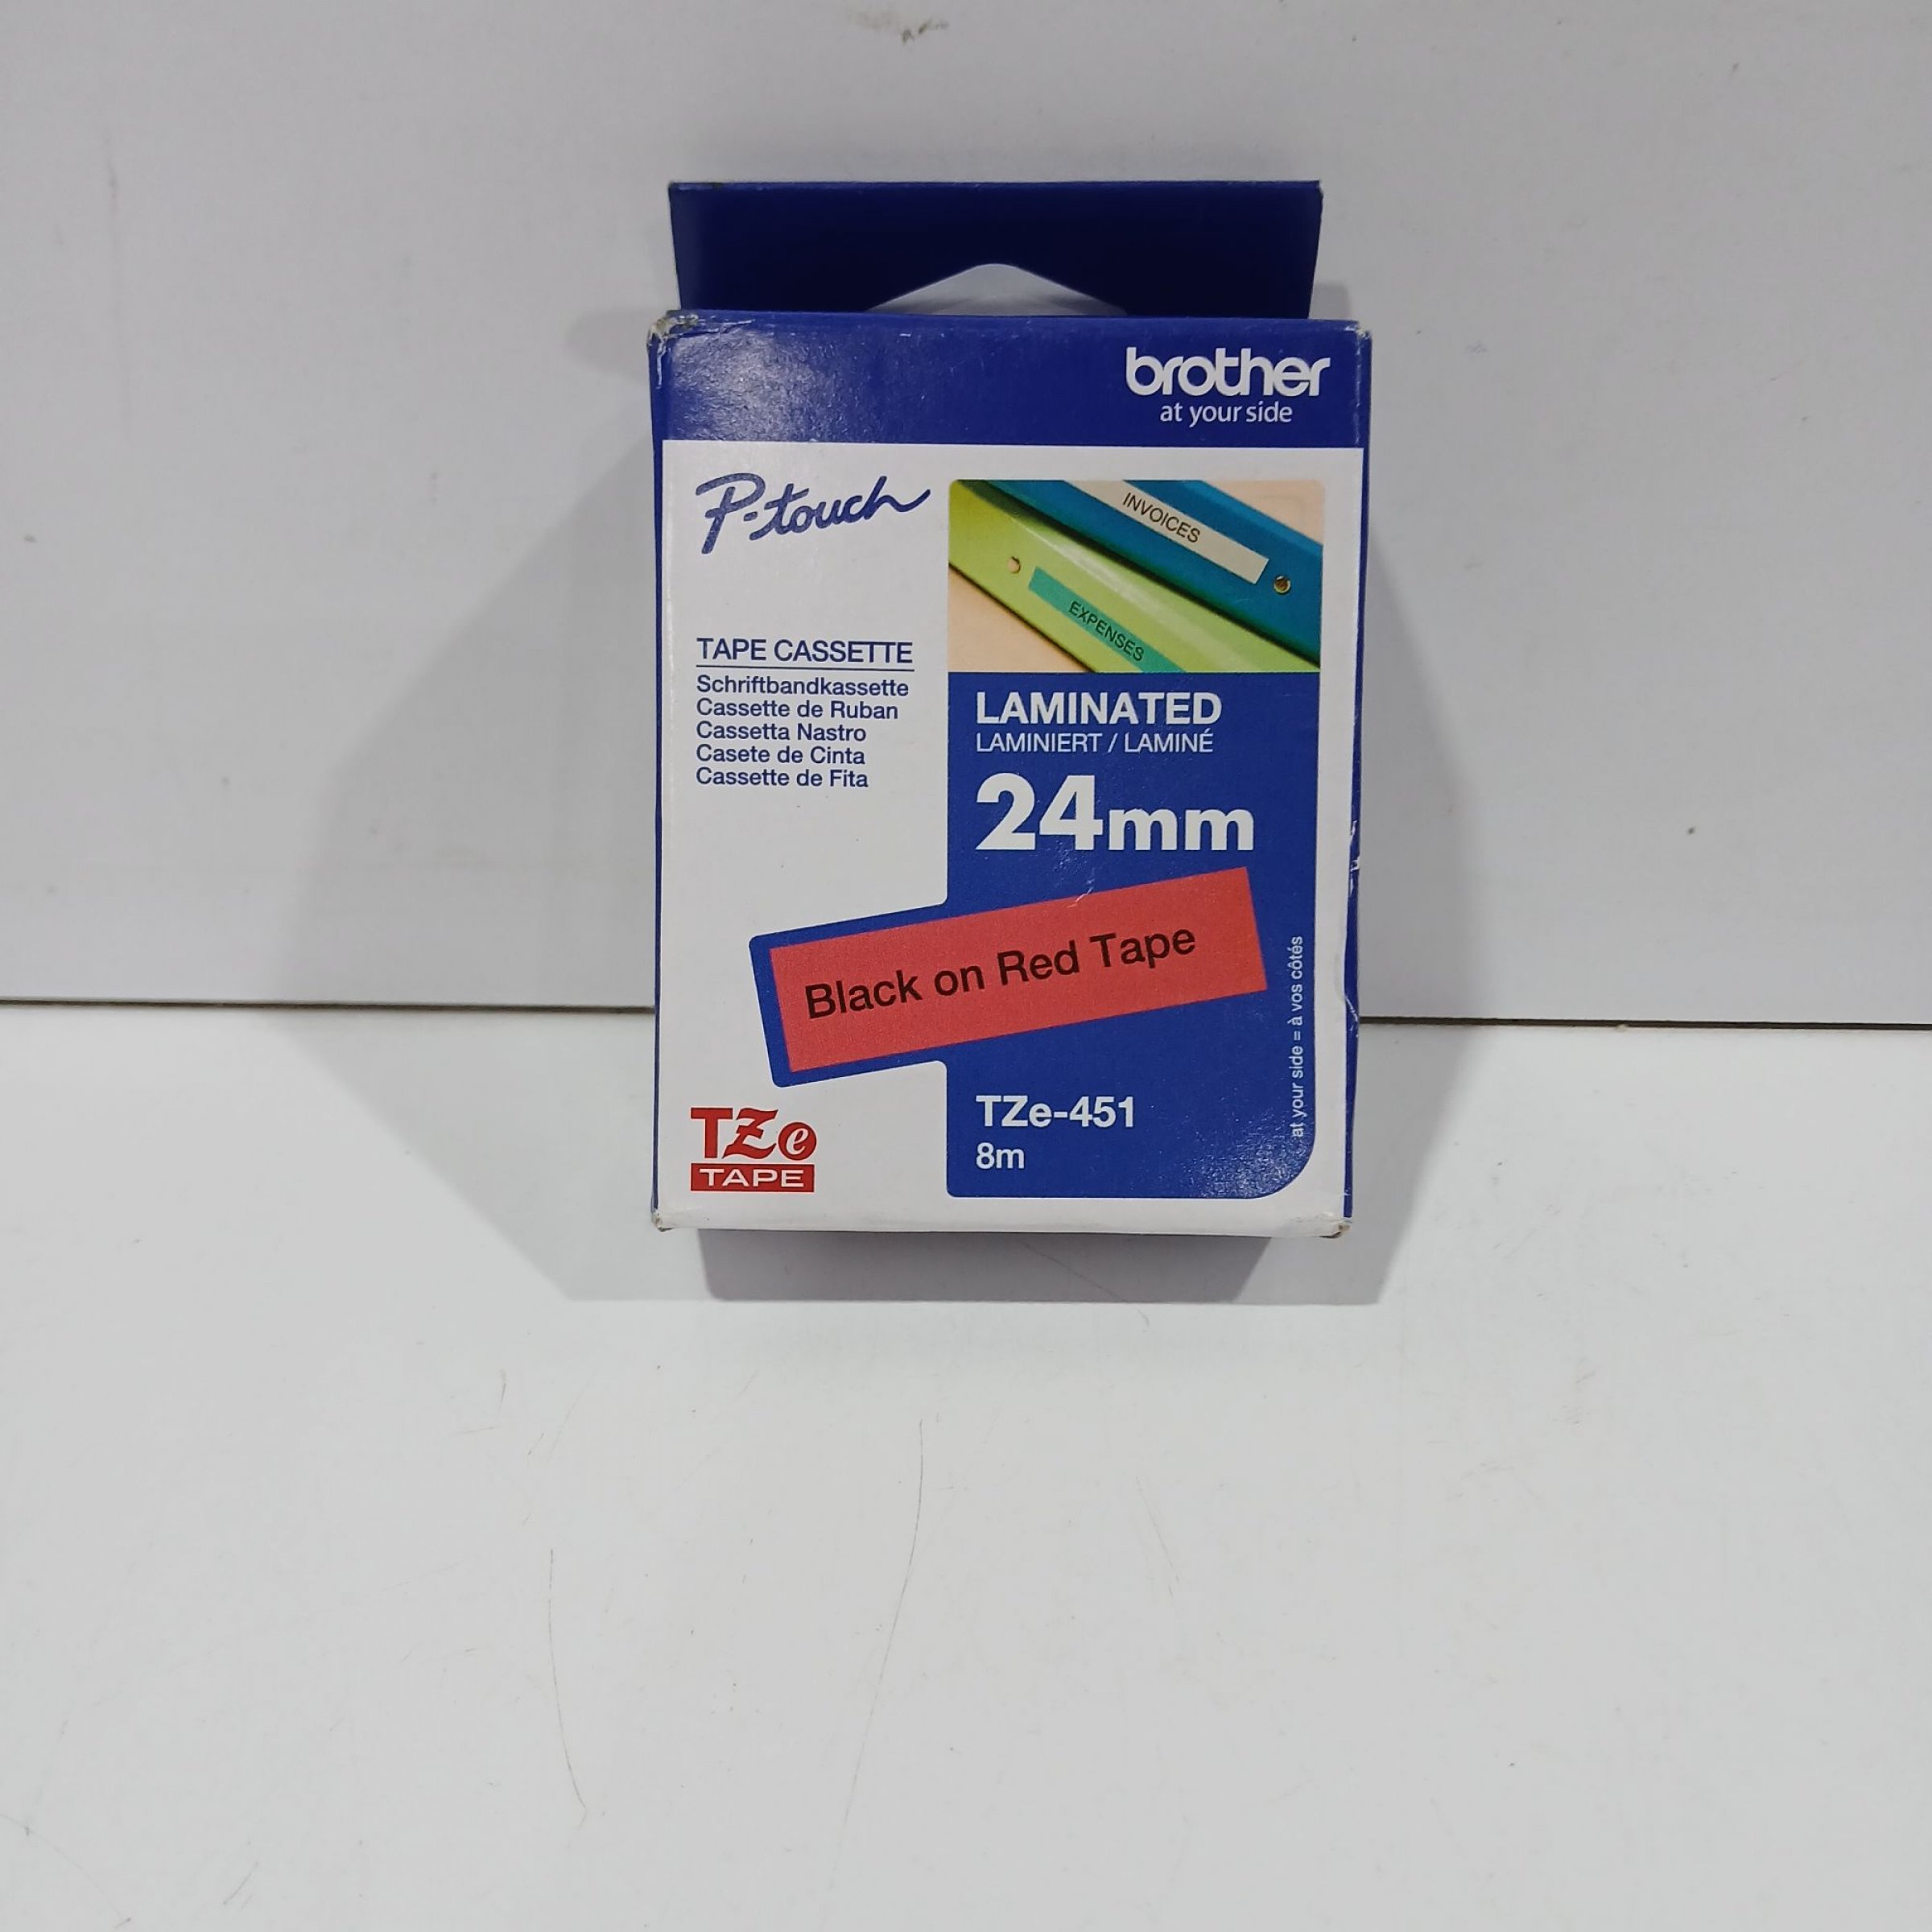 brother
at your side
P-touch
INVOICES
EXPENSES
TAPE CASSETTE
Schriftbandkassette
Cassette de Ruban
Cassetta Nastro
Casete de Cinta
Cassette de Fita
LAMINATED
LAMINIERT / LAMINÉ
24mm
Black on Red Tape
TZe-451
8m
at your side = à vos côtés
TZe
TAPE